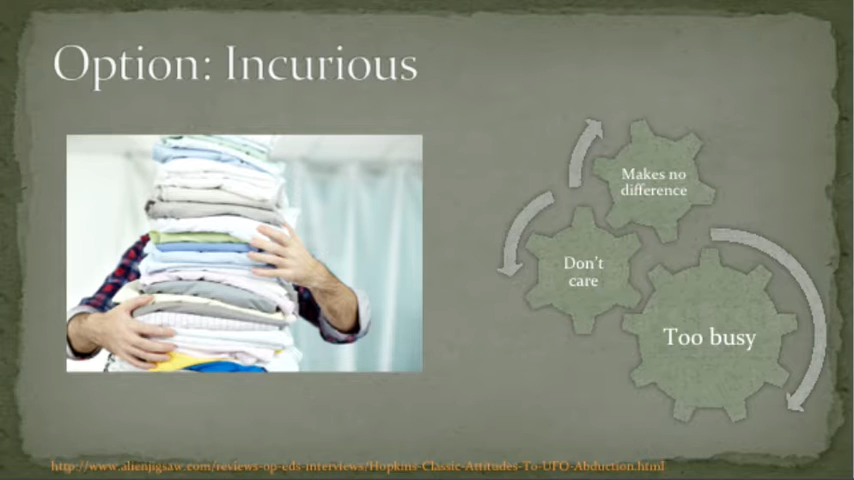 Option: Incurious
Makes no
difference
Don't
care
Too busy
http://www.alienjigsaw.com/reviews-op-eds-interviews/Hopkins-Classic-Attitudes-To-UFO-Abduction.html